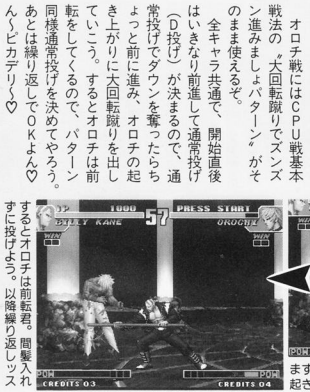 オロチ戦にはCPU戦基本
戦法の〝大回転蹴りでズンズ
ン進みましょパターン〟がそ
のまま使えるぞ。
全キャラ共通で、開始直後
はいきなり前進して通常投げ
(D投げ)が決まるので、通
常投げでダウンを奪ったらち
ょっと前に進み、オロチの起
き上がりに大回転蹴りを出し
ていこう。するとオロチは前
転をしてくるので、パターン
同様通常投げを決めてやろう。
あとは繰り返しでOKよん♡
ん〜ピカデリ〜♡
1P 1000 PRESS START
BILLY KANE 57 OROCHI
WIN WIN
POW POW
CREDITS 03 CREDITS 04
するとオロチは前転君。間髪入れ
ずに投げよう。以降繰り返しッス
WIN
POW
ます
起き